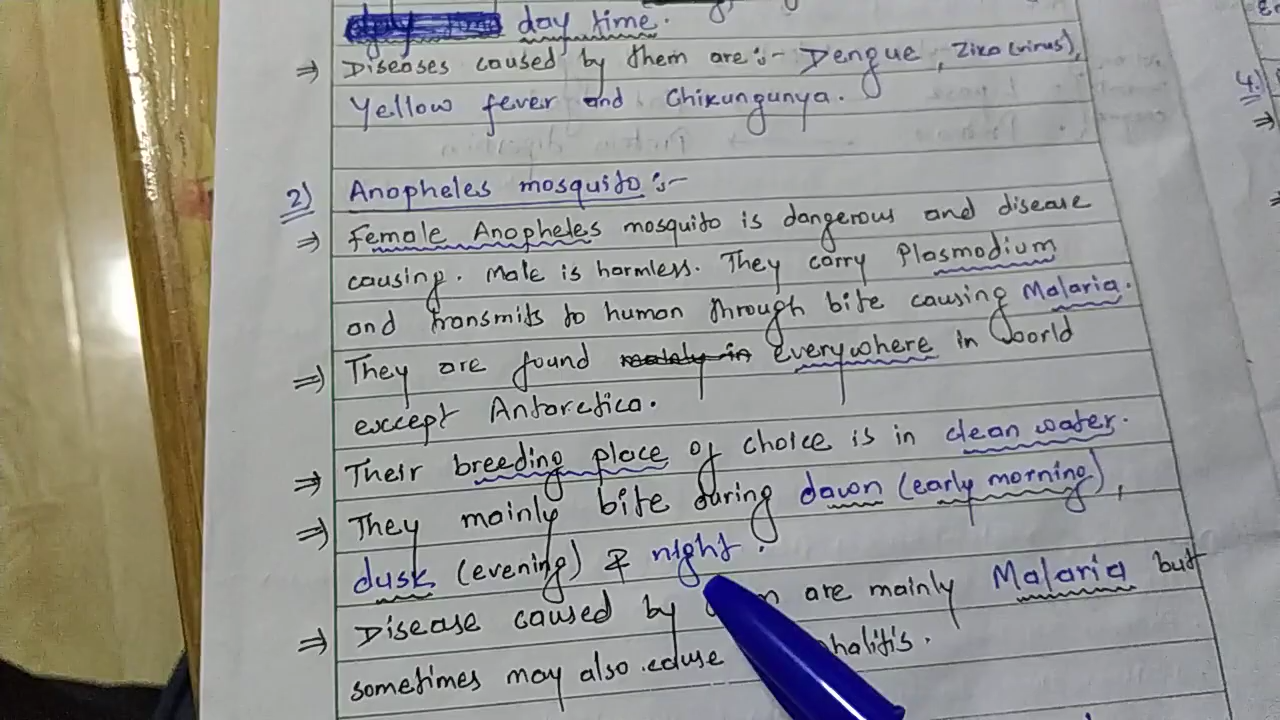 day time.
⇒ Diseases caused by them are :- Dengue, Zika (virus),
Yellow fever and Chikungunya.
2) Anopheles mosquito :-
⇒ Female Anopheles mosquito is dangerous and disease
causing. Male is harmless. They carry Plasmodium
and transmits to human through bite causing Malaria.
⇒ They are found mainly in everywhere in world
except Antarctica.
⇒ Their breeding place of choice is in clean water.
⇒ They mainly bite during dawn (early morning),
dusk (evening) & night.
⇒ Disease caused by are mainly Malaria but
sometimes may also cause
4.)
⇒